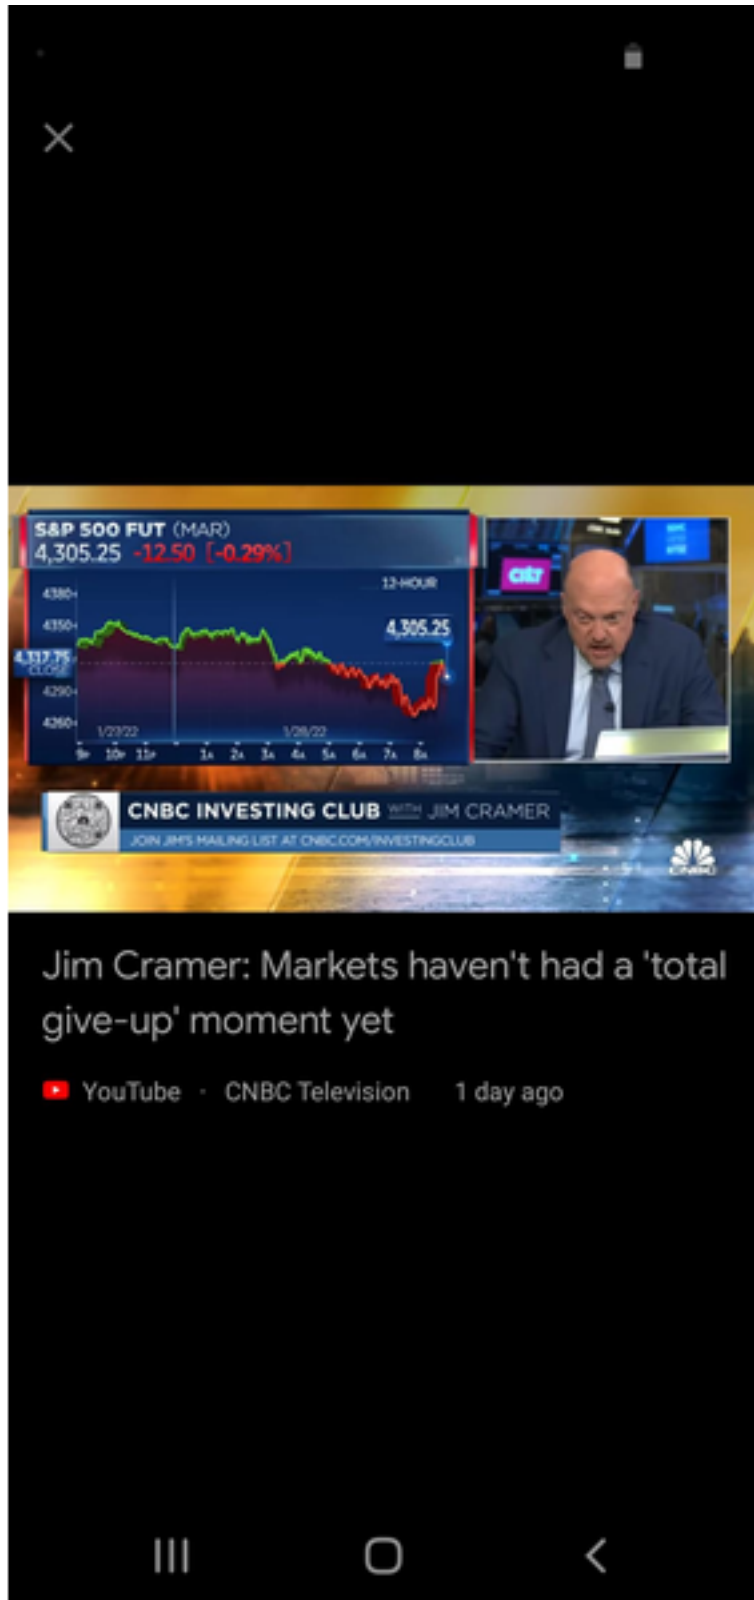 S&P 500 FUT (MAR)
4,305.25 -12.50 [-0.29%]
12-HOUR
4380
4350
4,305.25
4,317.75
CLOSE
4290
4260
1/27/22 1/28/22
9P 10P 11P 1A 2A 3A 4A 5A 6A 7A 8A
CNBC INVESTING CLUB WITH JIM CRAMER
JOIN JIM'S MAILING LIST AT CNBC.COM/INVESTINGCLUB
CNBC
Jim Cramer: Markets haven't had a 'total
give-up' moment yet
YouTube · CNBC Television 1 day ago